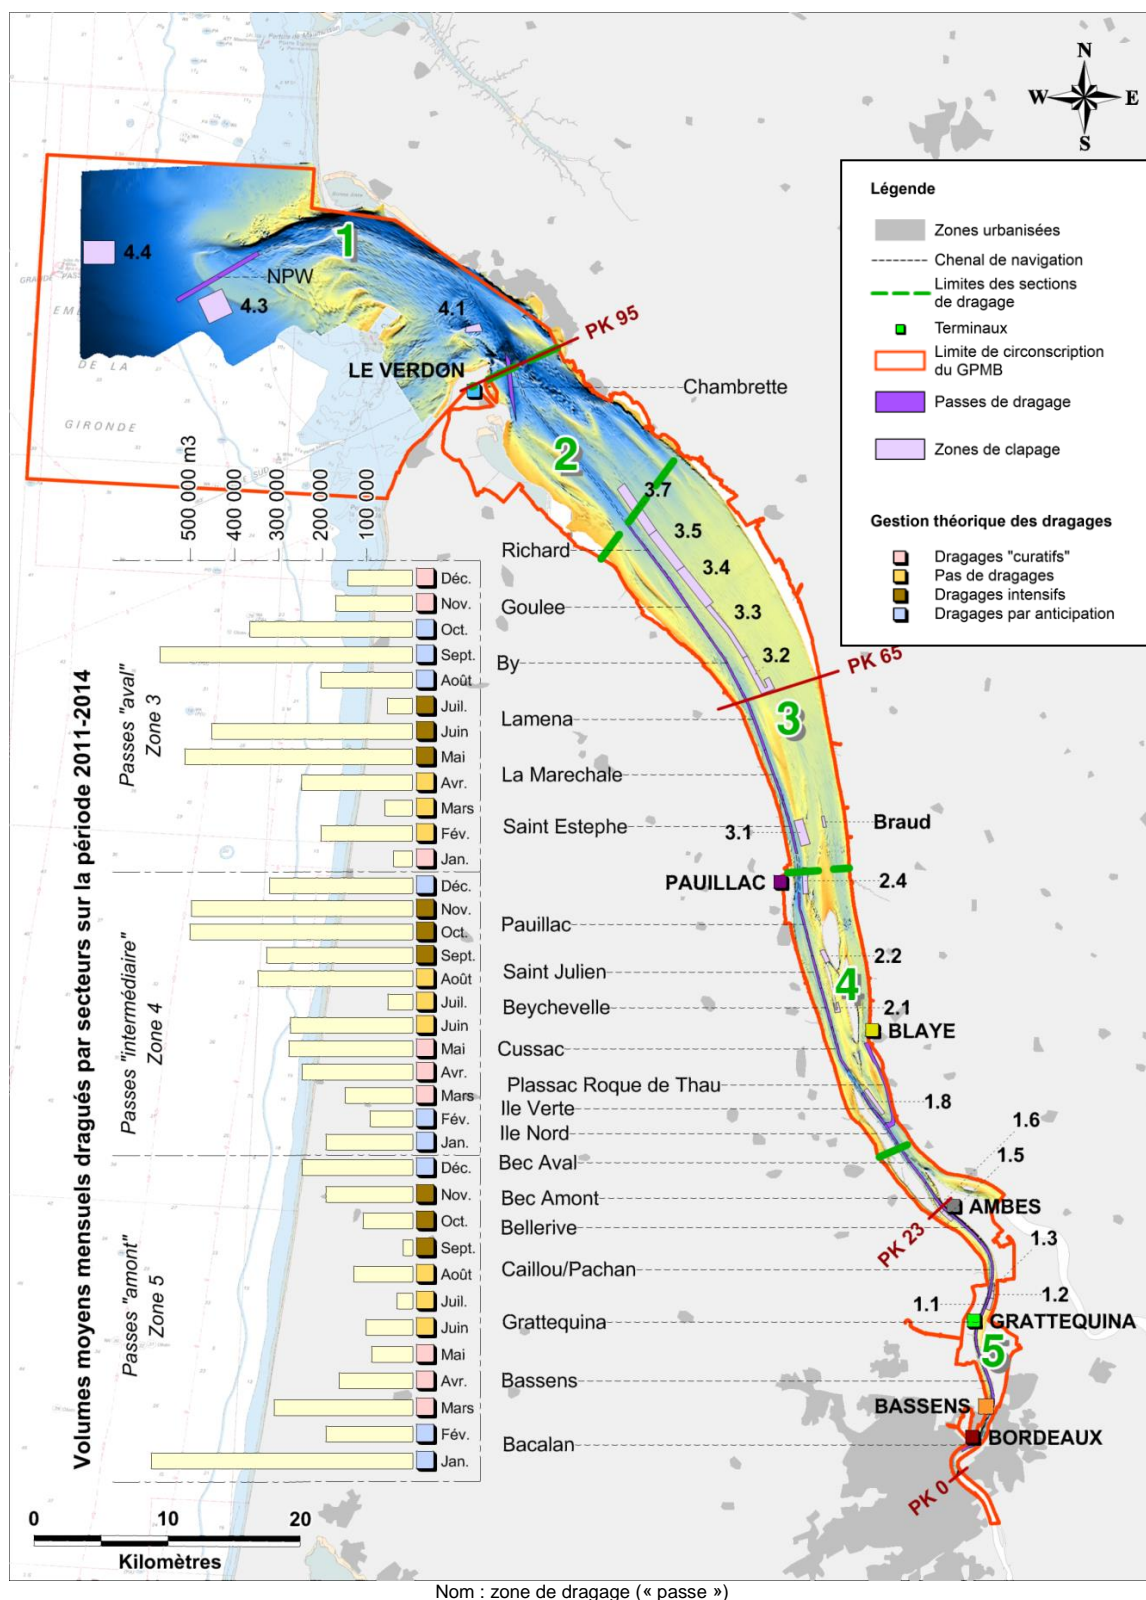 N
W
E
S
Légende
Zones urbanisées
Chenal de navigation
Limites des sections
de dragage
Terminaux
Limite de circonscription
du GPMB
Passes de dragage
Zones de clapage
Gestion théorique des dragages
Dragages "curatifs"
Pas de dragages
Dragages intensifs
Dragages par anticipation
1
4.4
NPW
4.3
4.1
PK 95
LE VERDON
Chambrette
DE LA
GIRONDE
2
3.7
3.5
3.4
3.3
3.2
PK 65
3
Richard
Goulee
By
Lamena
La Marechale
Saint Estephe
3.1
Braud
PAUILLAC
2.4
Pauillac
2.2
Saint Julien
4
Beychevelle
2.1
BLAYE
Cussac
Plassac Roque de Thau
1.8
Ile Verte
1.6
Ile Nord
1.5
Bec Aval
Bec Amont
AMBES
Bellerive
PK 23
1.3
Caillou/Pachan
1.2
1.1
Grattequina
GRATTEQUINA
5
Bassens
BASSENS
Bacalan
BORDEAUX
PK 0
500 000 m3
400 000
300 000
200 000
100 000
Volumes moyens mensuels dragués par secteurs sur la période 2011-2014
Passes "aval"
Zone 3
Déc.
Nov.
Oct.
Sept.
Août
Juil.
Juin
Mai
Avr.
Mars
Fév.
Jan.
Passes "intermédiaire"
Zone 4
Déc.
Nov.
Oct.
Sept.
Août
Juil.
Juin
Mai
Avr.
Mars
Fév.
Jan.
Passes "amont"
Zone 5
Déc.
Nov.
Oct.
Sept.
Août
Juil.
Juin
Mai
Avr.
Mars
Fév.
Jan.
0
10
20
Kilomètres
Nom : zone de dragage (« passe »)